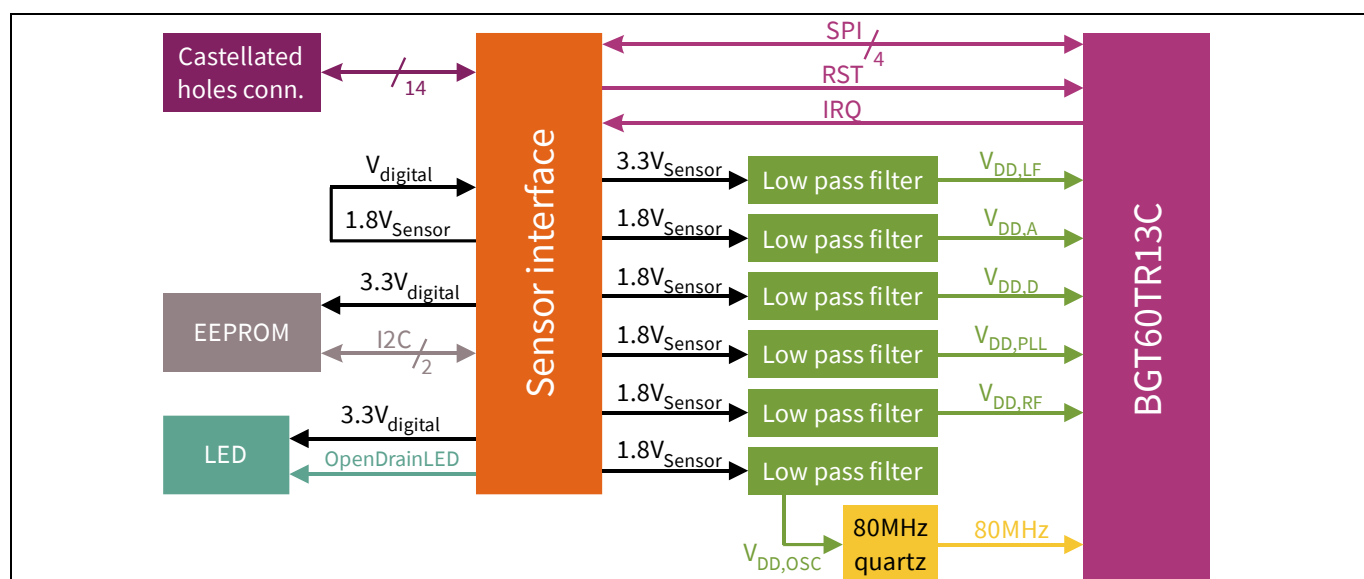 Castellated
holes conn.
14
SPI
4
RST
IRQ
Sensor interface
BGT60TR13C
Vdigital
1.8VSensor
3.3VSensor
Low pass filter
VDD,LF
1.8VSensor
Low pass filter
VDD,A
EEPROM
3.3Vdigital
I2C
2
1.8VSensor
Low pass filter
VDD,D
1.8VSensor
Low pass filter
VDD,PLL
LED
3.3Vdigital
OpenDrainLED
1.8VSensor
Low pass filter
VDD,RF
1.8VSensor
Low pass filter
VDD,OSC
80MHz
quartz
80MHz